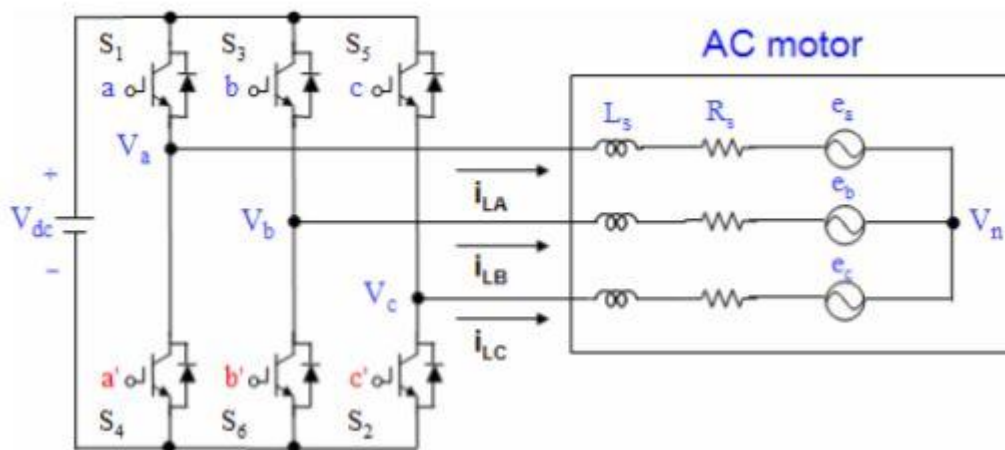 S1 S3 S5
AC motor
a b c
Ls Rs ea
Va
+
iLA
eb
Vdc
Vb
Vn
−
iLB
ec
Vc
iLC
a' b' c'
S4 S6 S2